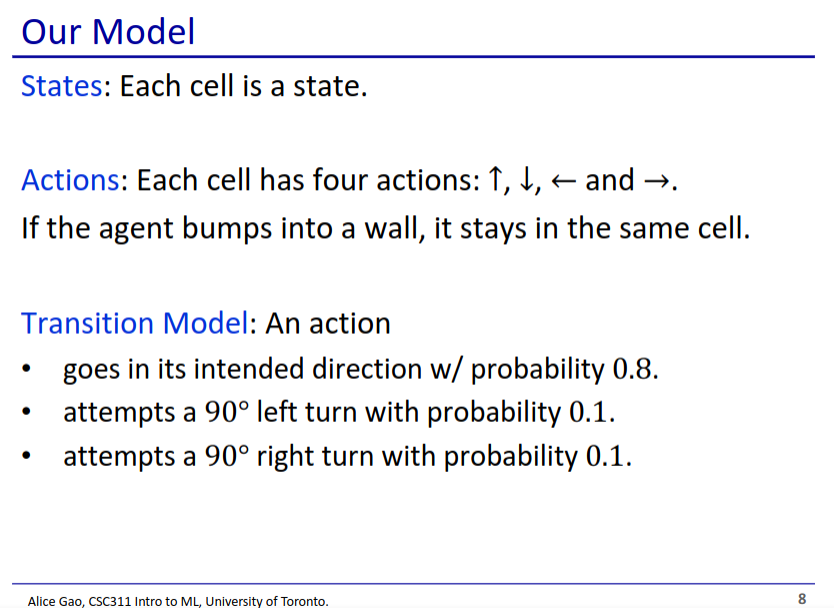 Our Model
States: Each cell is a state.
Actions: Each cell has four actions: ↑, ↓, ← and →.
If the agent bumps into a wall, it stays in the same cell.
Transition Model: An action
• goes in its intended direction w/ probability 0.8.
• attempts a 90° left turn with probability 0.1.
• attempts a 90° right turn with probability 0.1.
Alice Gao, CSC311 Intro to ML, University of Toronto.
8